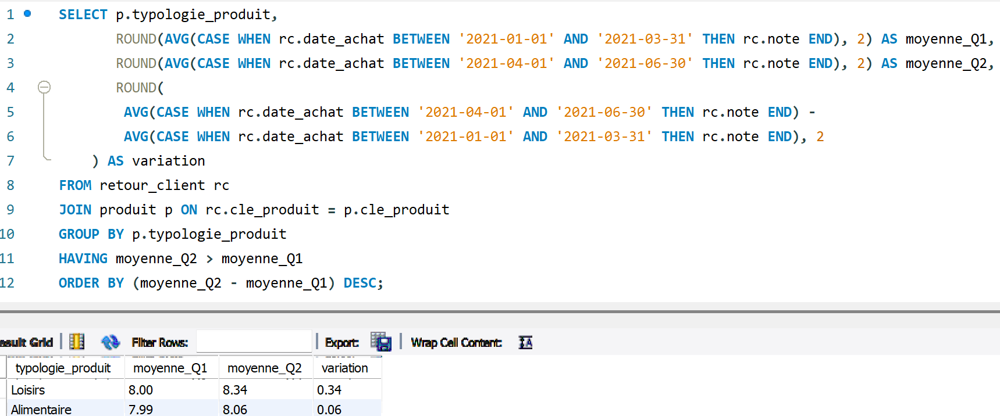 1 SELECT p.typologie_produit,
2 ROUND(AVG(CASE WHEN rc.date_achat BETWEEN '2021-01-01' AND '2021-03-31' THEN rc.note END), 2) AS moyenne_Q1,
3 ROUND(AVG(CASE WHEN rc.date_achat BETWEEN '2021-04-01' AND '2021-06-30' THEN rc.note END), 2) AS moyenne_Q2,
4 ROUND(
5 AVG(CASE WHEN rc.date_achat BETWEEN '2021-04-01' AND '2021-06-30' THEN rc.note END) -
6 AVG(CASE WHEN rc.date_achat BETWEEN '2021-01-01' AND '2021-03-31' THEN rc.note END), 2
7 ) AS variation
8 FROM retour_client rc
9 JOIN produit p ON rc.cle_produit = p.cle_produit
10 GROUP BY p.typologie_produit
11 HAVING moyenne_Q2 > moyenne_Q1
12 ORDER BY (moyenne_Q2 - moyenne_Q1) DESC;
esult Grid Filter Rows: Export: Wrap Cell Content:
typologie_produit moyenne_Q1 moyenne_Q2 variation
Loisirs 8.00 8.34 0.34
Alimentaire 7.99 8.06 0.06